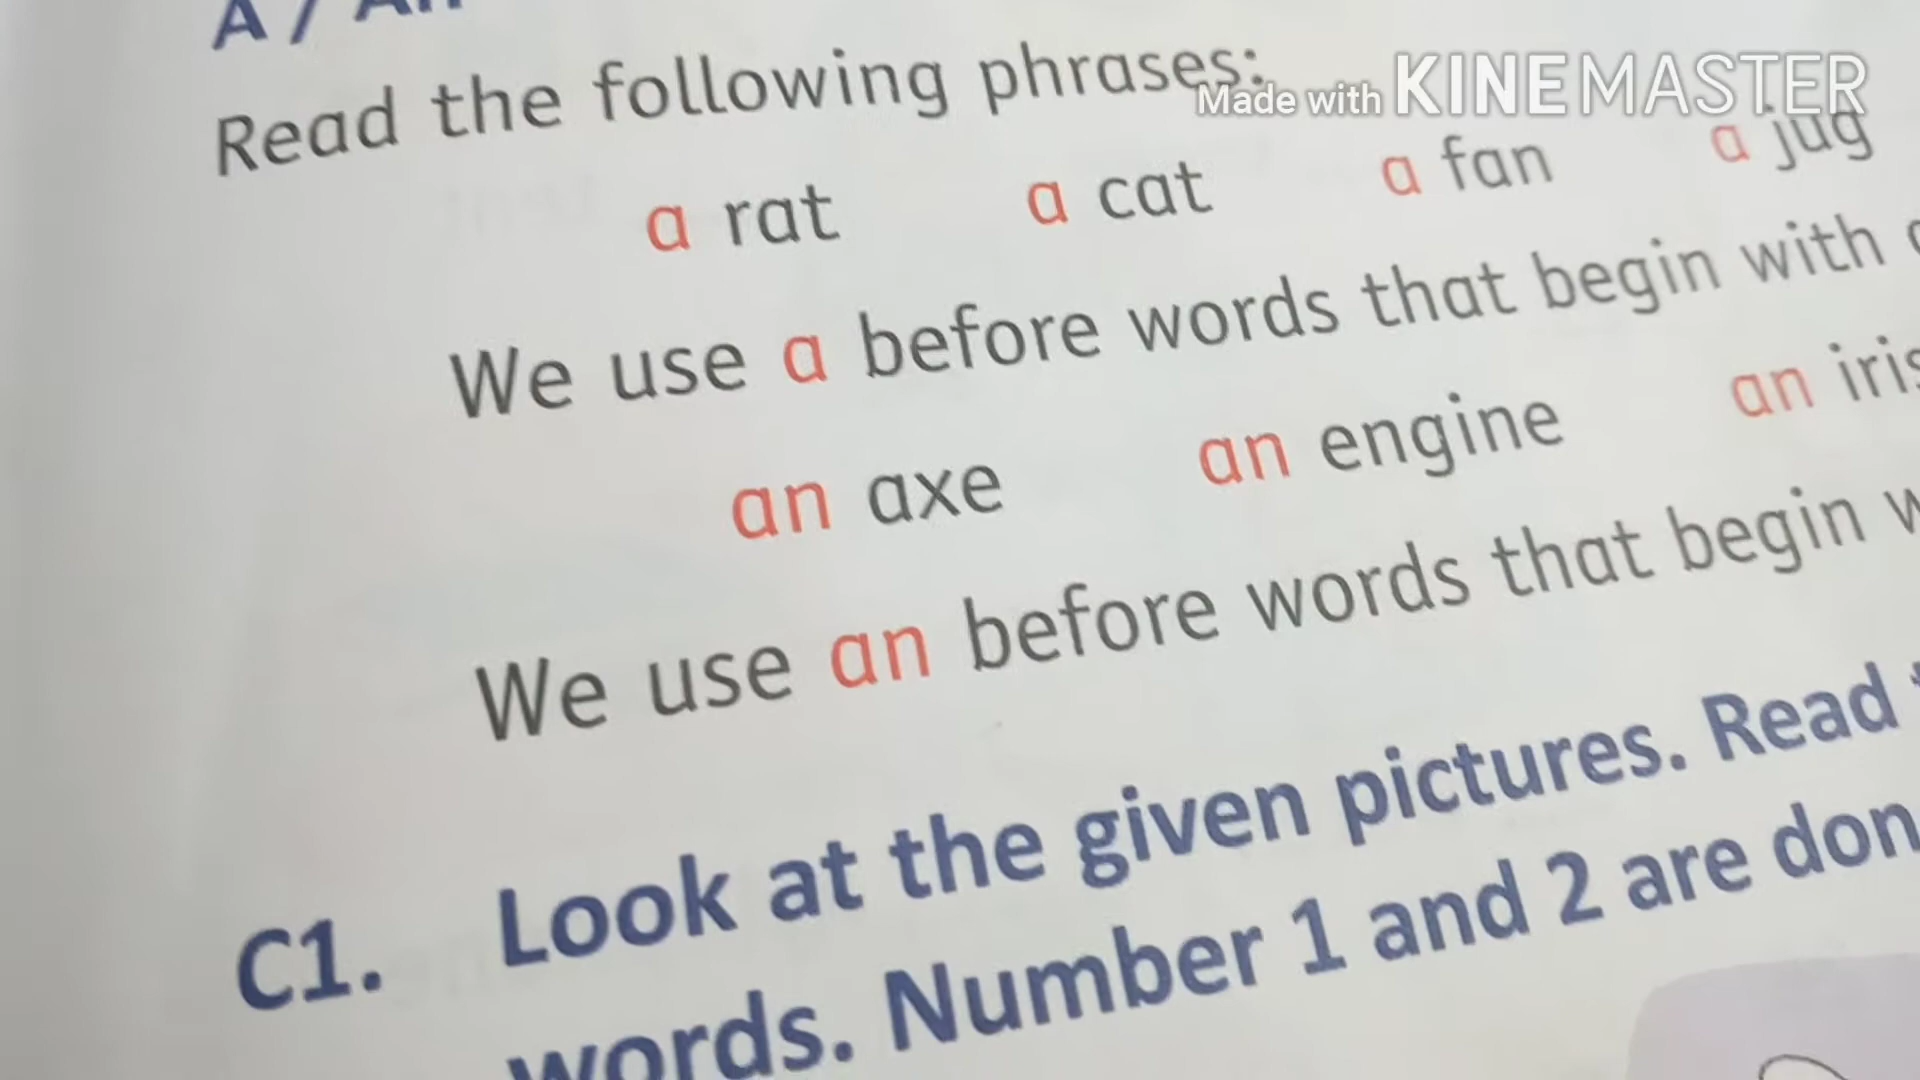 A / An
Read the following phrases:
Made with KINEMASTER
a rat a cat a fan a jug
We use a before words that begin with
an axe an engine an iris
We use an before words that begin
C1. Look at the given pictures. Read
words. Number 1 and 2 are don